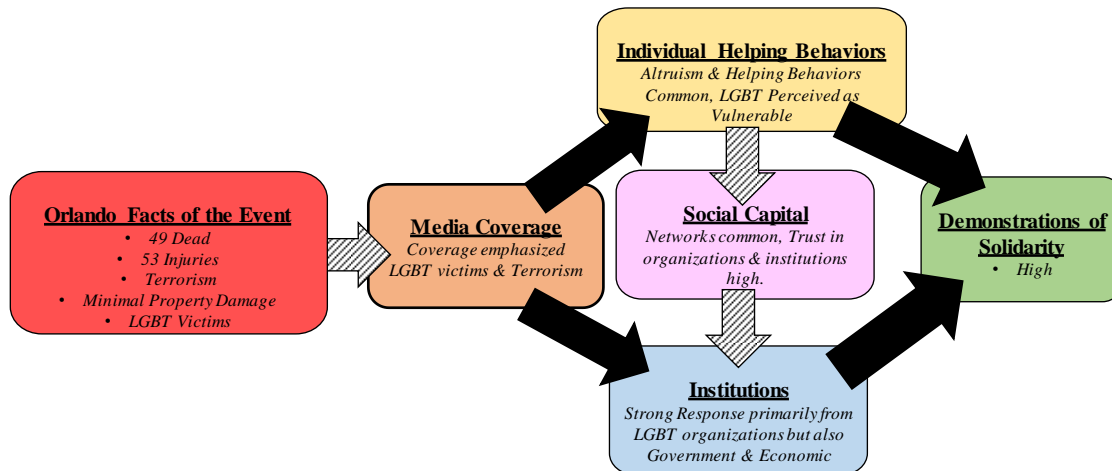 Orlando Facts of the Event
• 49 Dead
• 53 Injuries
• Terrorism
• Minimal Property Damage
• LGBT Victims
Media Coverage
Coverage emphasized
LGBT victims & Terrorism
Individual Helping Behaviors
Altruism & Helping Behaviors
Common, LGBT Perceived as
Vulnerable
Social Capital
Networks common, Trust in
organizations & institutions
high.
Institutions
Strong Response primarily from
LGBT organizations but also
Government & Economic
Demonstrations of
Solidarity
• High